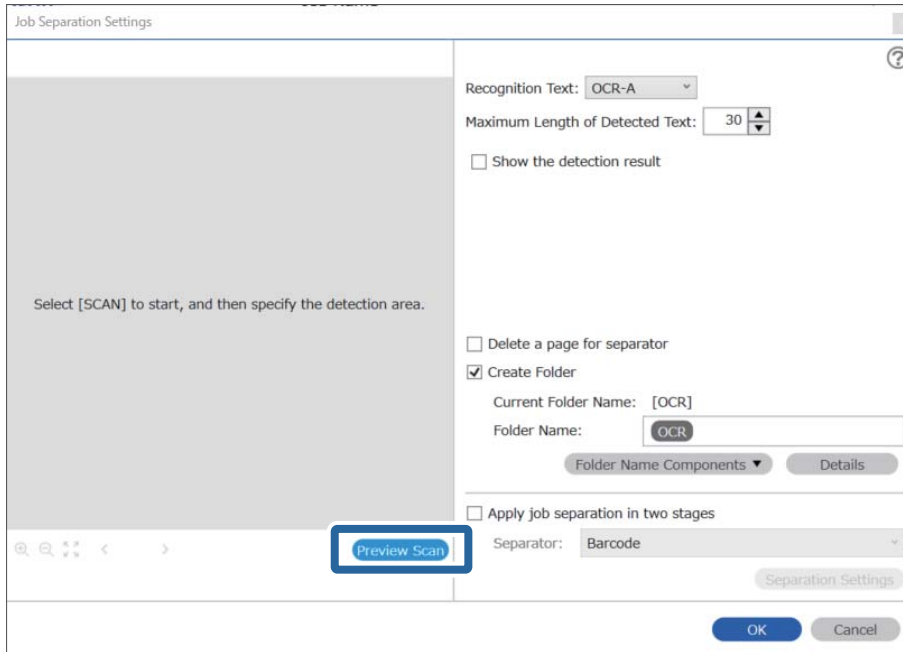 Job Separation Settings
Recognition Text: OCR-A
Maximum Length of Detected Text: 30
Show the detection result
Select [SCAN] to start, and then specify the detection area.
Delete a page for separator
Create Folder
Current Folder Name: [OCR]
Folder Name: OCR
Folder Name Components ▼ Details
Apply job separation in two stages
Preview Scan
Separator: Barcode
Separation Settings
OK Cancel